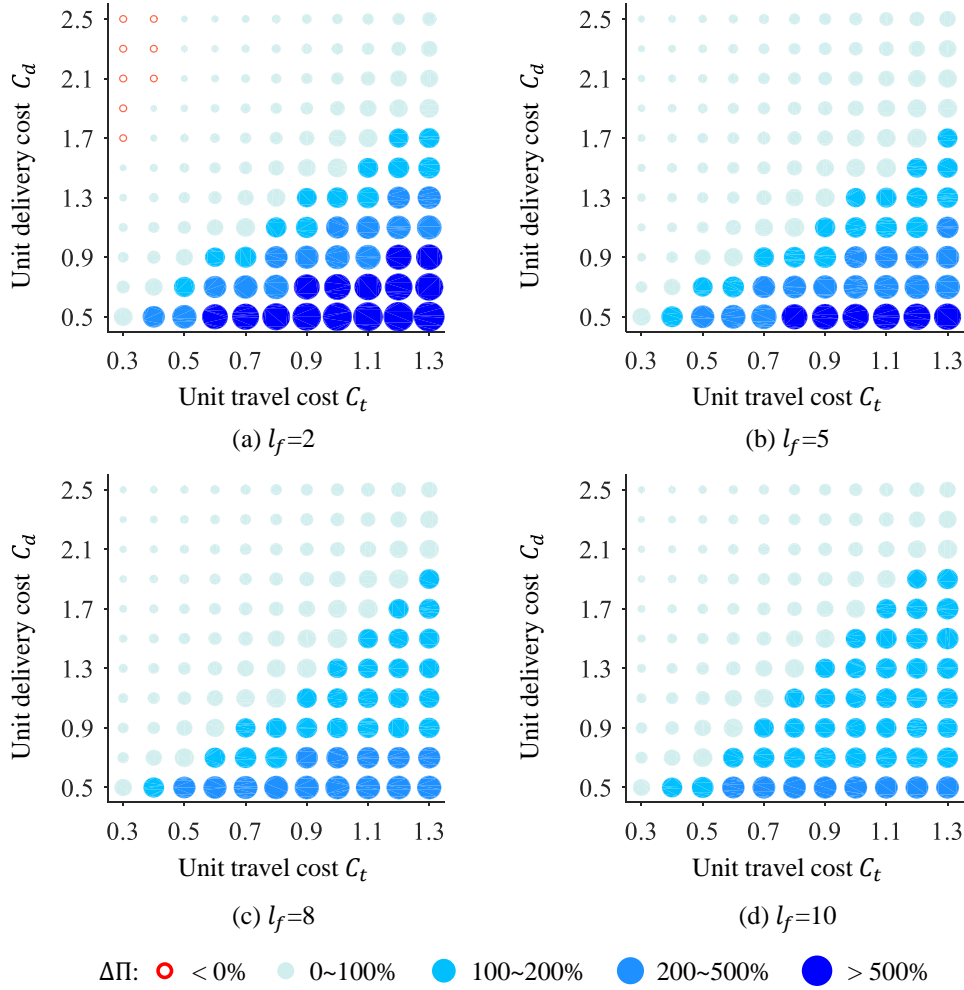 2.5
2.1
1.7
1.3
0.9
0.5
Unit delivery cost C_d
0.3 0.5 0.7 0.9 1.1 1.3
Unit travel cost C_t
(a) l_f=2
2.5
2.1
1.7
1.3
0.9
0.5
Unit delivery cost C_d
0.3 0.5 0.7 0.9 1.1 1.3
Unit travel cost C_t
(b) l_f=5
2.5
2.1
1.7
1.3
0.9
0.5
Unit delivery cost C_d
0.3 0.5 0.7 0.9 1.1 1.3
Unit travel cost C_t
(c) l_f=8
2.5
2.1
1.7
1.3
0.9
0.5
Unit delivery cost C_d
0.3 0.5 0.7 0.9 1.1 1.3
Unit travel cost C_t
(d) l_f=10
ΔΠ: < 0% 0~100% 100~200% 200~500% > 500%